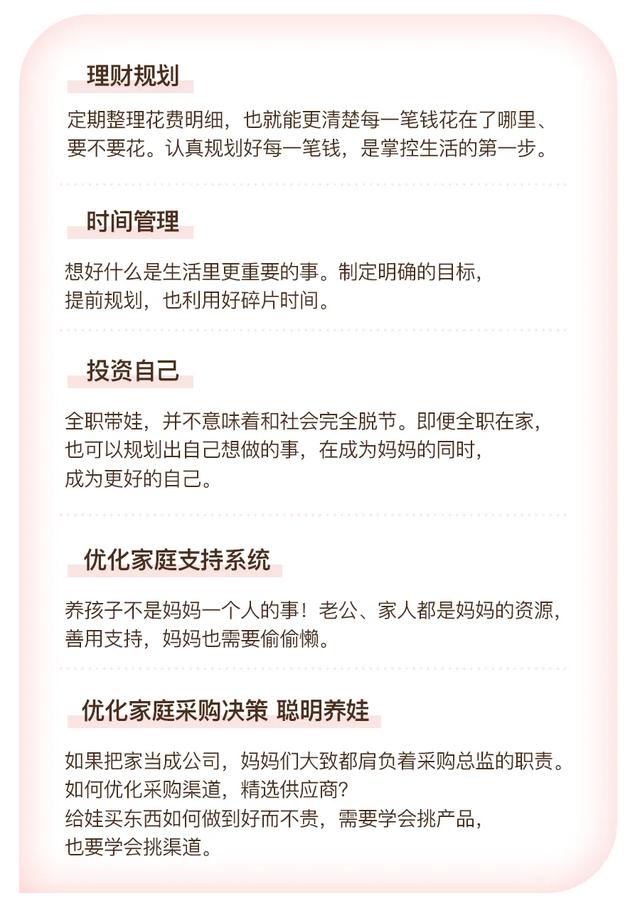 理财规划
定期整理花费明细，也就能更清楚每一笔钱花在了哪里、
要不要花。认真规划好每一笔钱，是掌控生活的第一步。
时间管理
想好什么是生活里更重要的事。制定明确的目标，
提前规划，也利用好碎片时间。
投资自己
全职带娃，并不意味着和社会完全脱节。即便全职在家，
也可以规划出自己想做的事，在成为妈妈的同时，
成为更好的自己。
优化家庭支持系统
养孩子不是妈妈一个人的事！老公、家人都是妈妈的资源，
善用支持，妈妈也需要偷偷懒。
优化家庭采购决策 聪明养娃
如果把家当成公司，妈妈们大致都肩负着采购总监的职责。
如何优化采购渠道，精选供应商？
给娃买东西如何做到好而不贵，需要学会挑产品，
也要学会挑渠道。